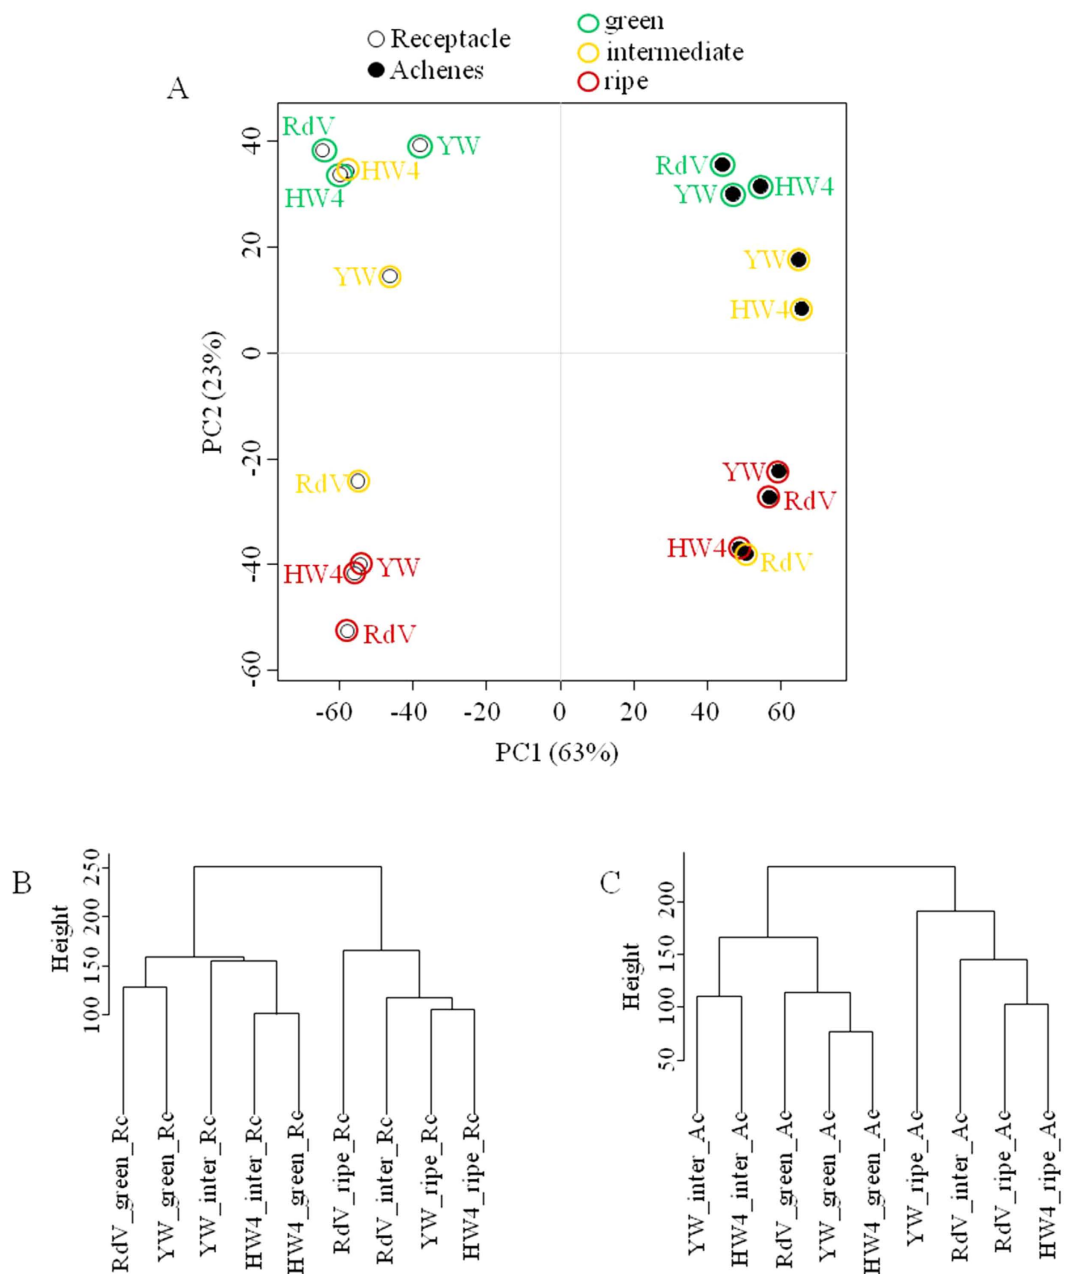 Receptacle
Achenes
green
intermediate
ripe
A
RdV
YW
HW4
HW4
YW
RdV
YW
HW4
RdV
RdV
YW
HW4
YW
HW4
YW
RdV
HW4
RdV
40
20
0
-20
-40
-60
PC2 (23%)
-60 -40 -20 0 20 40 60
PC1 (63%)
B
Height
250
200
150
100
RdV_green_Rc
YW_green_Rc
YW_inter_Rc
HW4_inter_Rc
HW4_green_Rc
RdV_ripe_Rc
RdV_inter_Rc
YW_ripe_Rc
HW4_ripe_Rc
C
Height
200
150
100
50
YW_inter_Ac
HW4_inter_Ac
RdV_green_Ac
YW_green_Ac
HW4_green_Ac
YW_ripe_Ac
RdV_inter_Ac
RdV_ripe_Ac
HW4_ripe_Ac